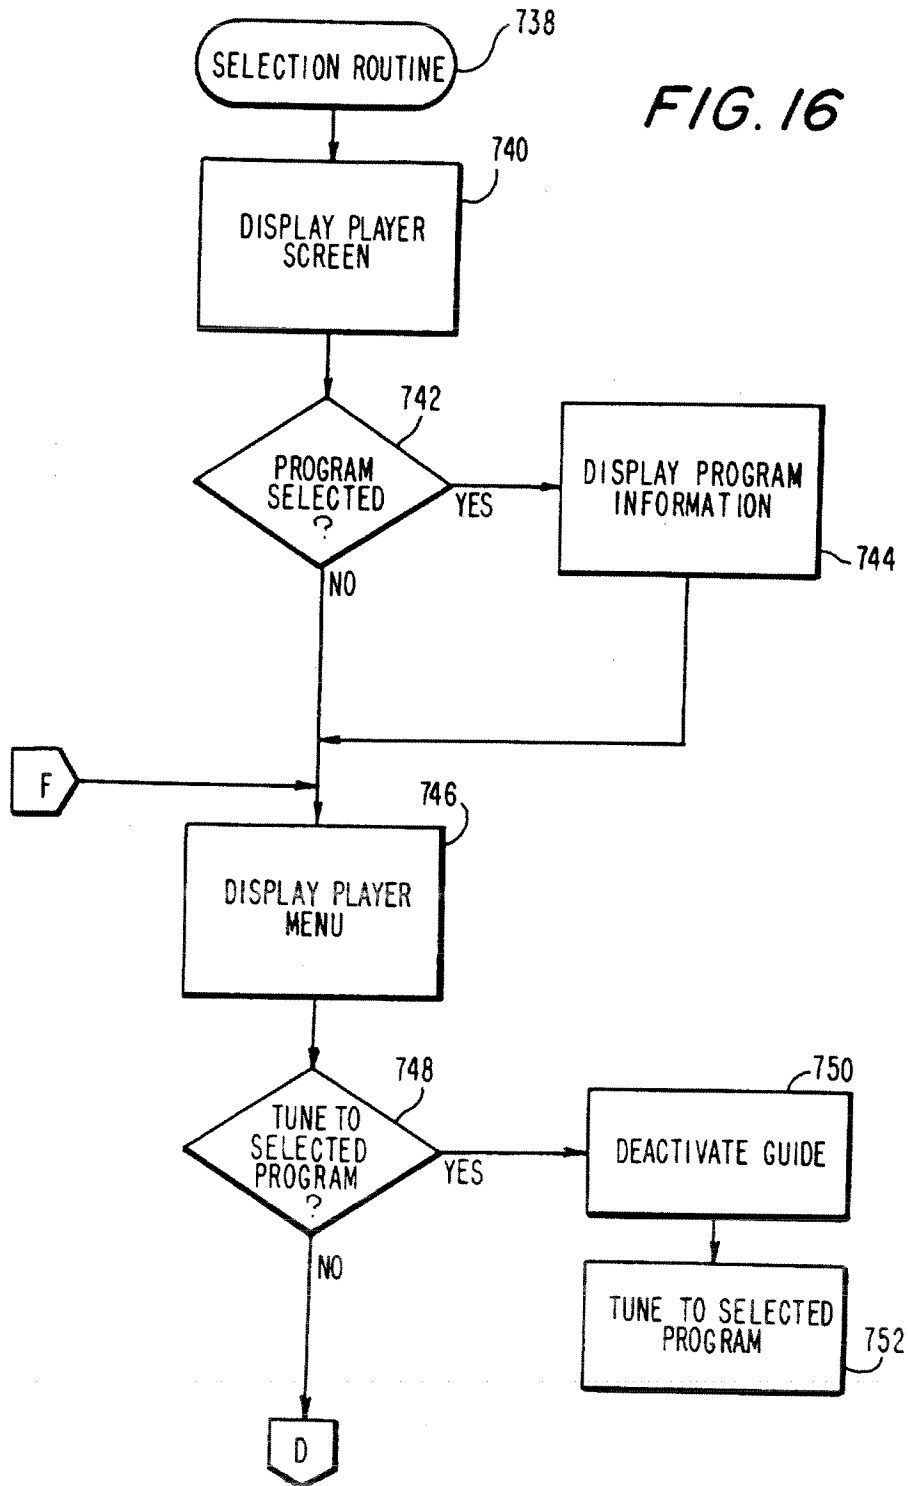 738
SELECTION ROUTINE
FIG. 16
740
DISPLAY PLAYER
SCREEN
742
PROGRAM
SELECTED
?
YES
NO
DISPLAY PROGRAM
INFORMATION
744
F
746
DISPLAY PLAYER
MENU
748
TUNE TO
SELECTED
PROGRAM
?
YES
NO
750
DEACTIVATE GUIDE
TUNE TO SELECTED
PROGRAM
752
D